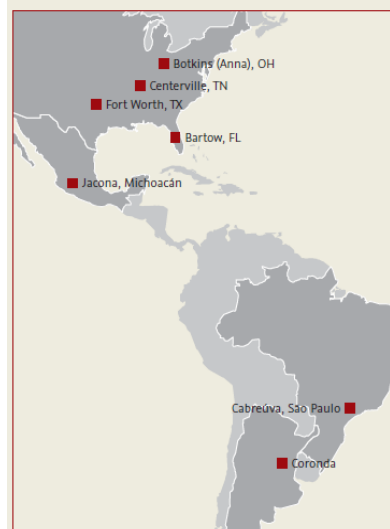 Botkins (Anna), OH
Centerville, TN
Fort Worth, TX
Bartow, FL
Jacona, Michoacán
Cabreúva, São Paulo
Coronda